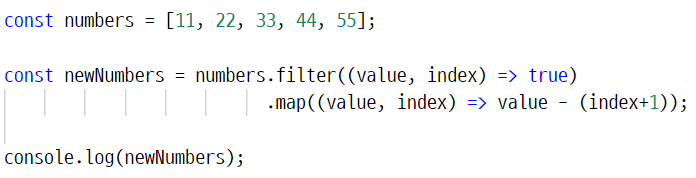 const numbers = [11, 22, 33, 44, 55];
const newNumbers = numbers.filter((value, index) => true)
.map((value, index) => value - (index+1));
console.log(newNumbers);